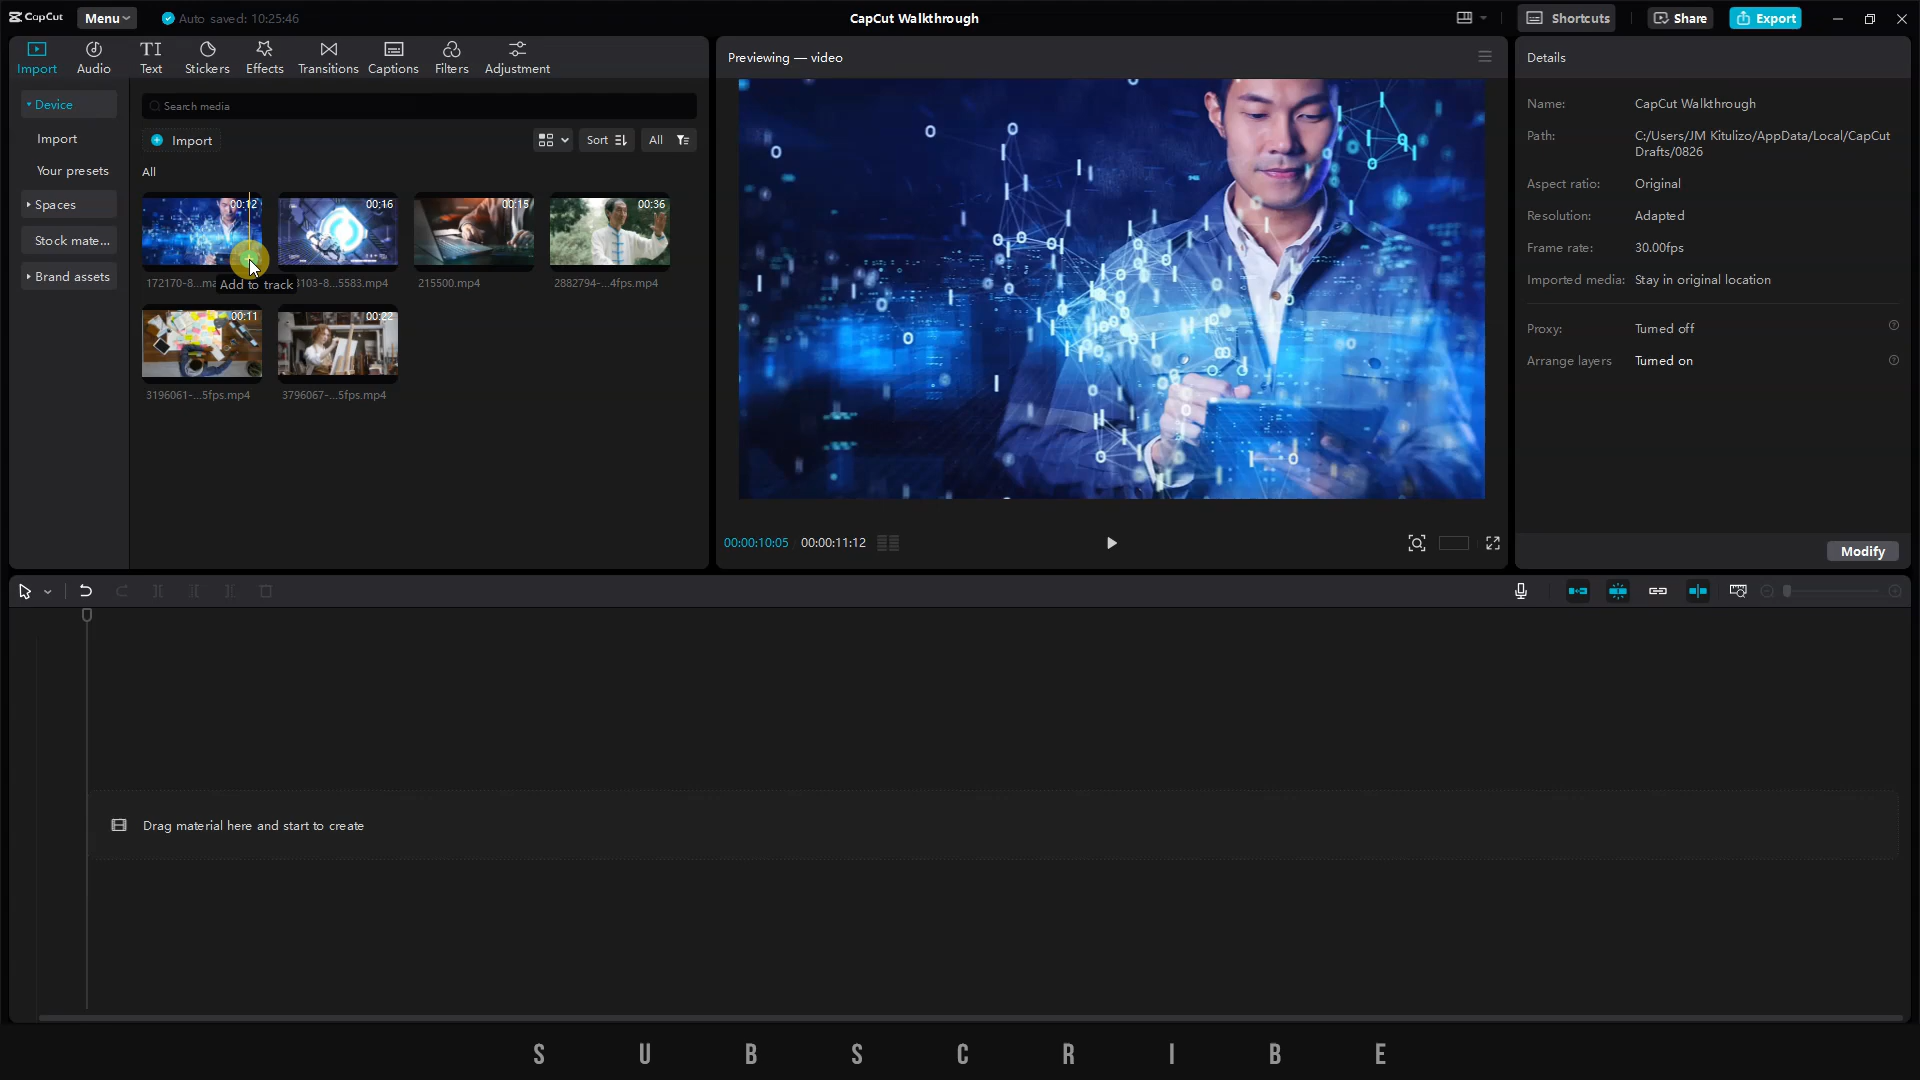 CapCut Menu Auto saved: 10:25:46 CapCut Walkthrough Shortcuts Share Export
Import Audio Text Stickers Effects Transitions Captions Filters Adjustment
Device
Import
Your presets
Spaces
Stock mate...
Brand assets
Search media
Import Sort All
All
00:12 00:16 00:15 00:36
172170-8...ma 3103-8...5583.mp4 215500.mp4 2882794-...4fps.mp4
Add to track
00:11 00:22
3196061-...5fps.mp4 3796067-...5fps.mp4
Previewing — video
00:00:10:05 00:00:11:12
Details
Name: CapCut Walkthrough
Path: C:/Users/JM Kitulizo/AppData/Local/CapCut
Drafts/0826
Aspect ratio: Original
Resolution: Adapted
Frame rate: 30.00fps
Imported media: Stay in original location
Proxy: Turned off
Arrange layers Turned on
Modify
Drag material here and start to create
SUBSCRIBE